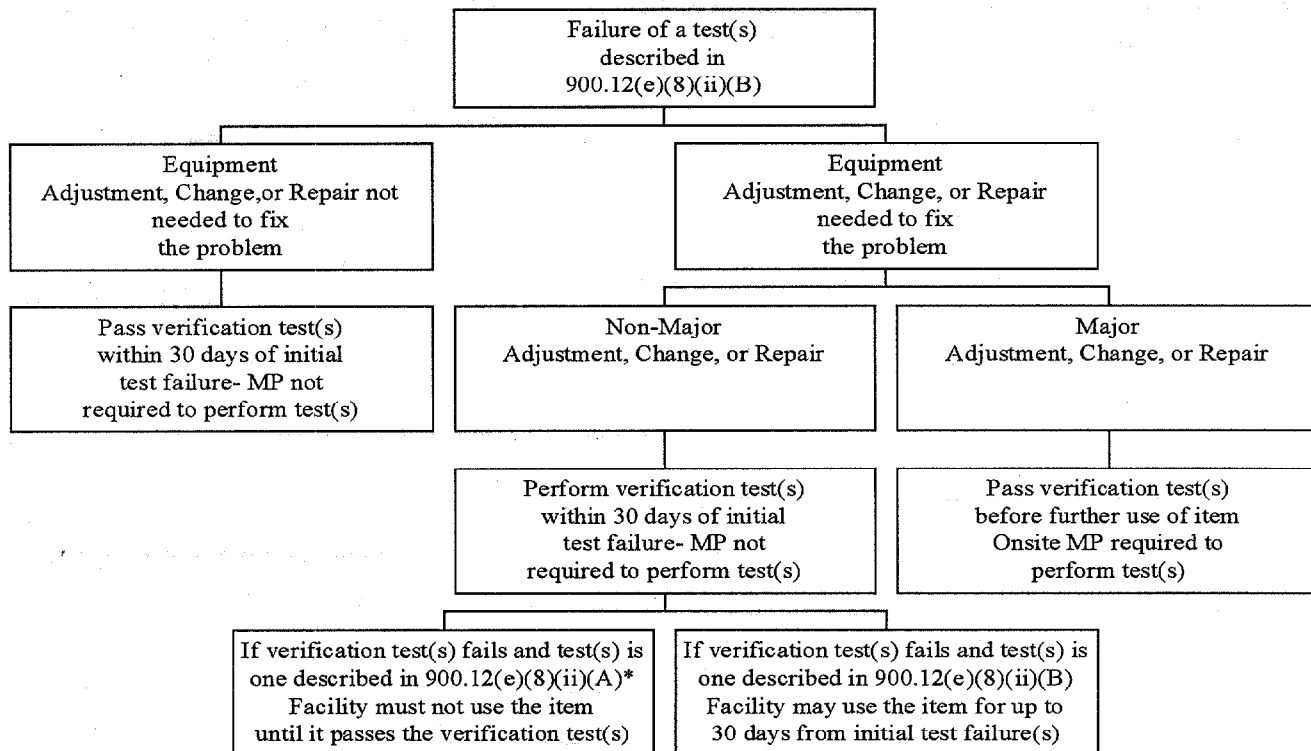 Failure of a test(s)
described in
900.12(e)(8)(ii)(B)
Equipment
Adjustment, Change,or Repair not
needed to fix
the problem
Equipment
Adjustment, Change, or Repair
needed to fix
the problem
Pass verification test(s)
within 30 days of initial
test failure- MP not
required to perform test(s)
Non-Major
Adjustment, Change, or Repair
Major
Adjustment, Change, or Repair
Perform verification test(s)
within 30 days of initial
test failure- MP not
required to perform test(s)
Pass verification test(s)
before further use of item
Onsite MP required to
perform test(s)
If verification test(s) fails and test(s) is
one described in 900.12(e)(8)(ii)(A)*
Facility must not use the item
until it passes the verification test(s)
If verification test(s) fails and test(s) is
one described in 900.12(e)(8)(ii)(B)
Facility may use the item for up to
30 days from initial test failure(s)